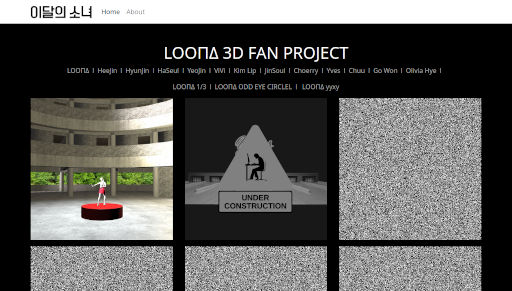 이달의 소녀 Home About
LOOΠΔ 3D FAN PROJECT
LOOΠΔ I HeeJin I HyunJin I HaSeul I YeoJin I ViVi I Kim Lip I JinSoul I Choerry I Yves I Chuu I Go Won I Olivia Hye I
LOOΠΔ 1/3 I LOOΠΔ ODD EYE CIRCLEL I LOOΠΔ yyxy
UNDER
CONSTRUCTION